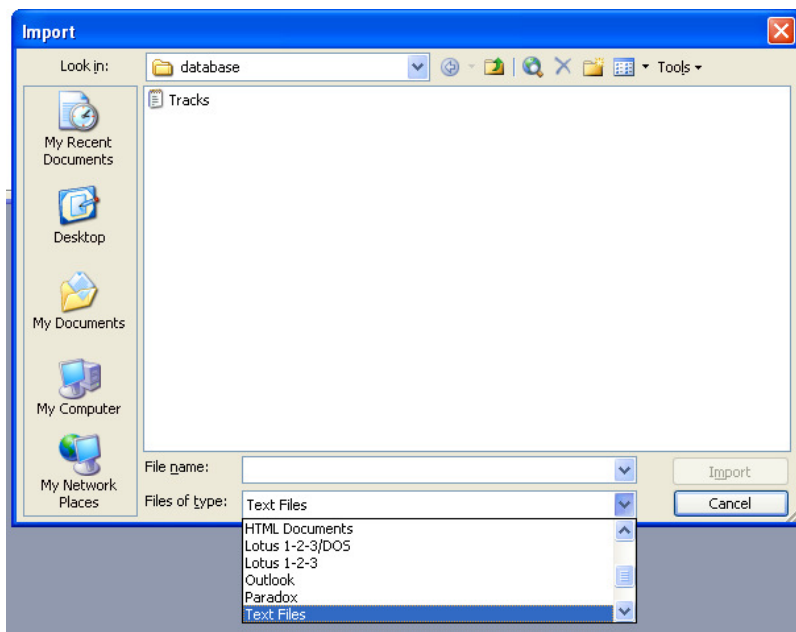 Import
Look in:
database
Tools
Tracks
My Recent
Documents
Desktop
My Documents
My Computer
My Network
Places
File name:
Import
Files of type:
Text Files
Cancel
HTML Documents
Lotus 1-2-3/DOS
Lotus 1-2-3
Outlook
Paradox
Text Files